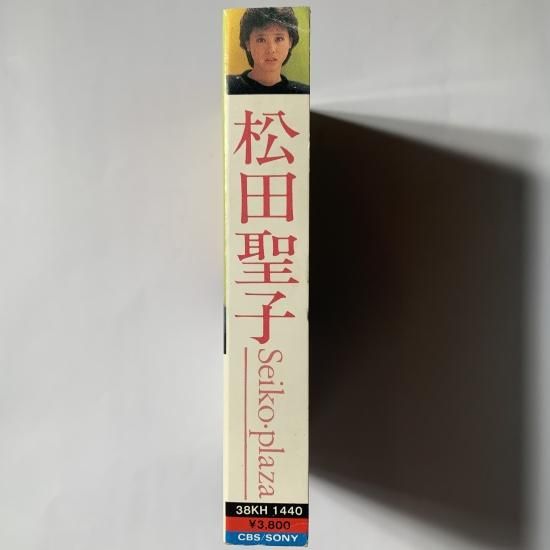 松田聖子
Seiko·plaza
38KH 1440
¥3,800
CBS/SONY